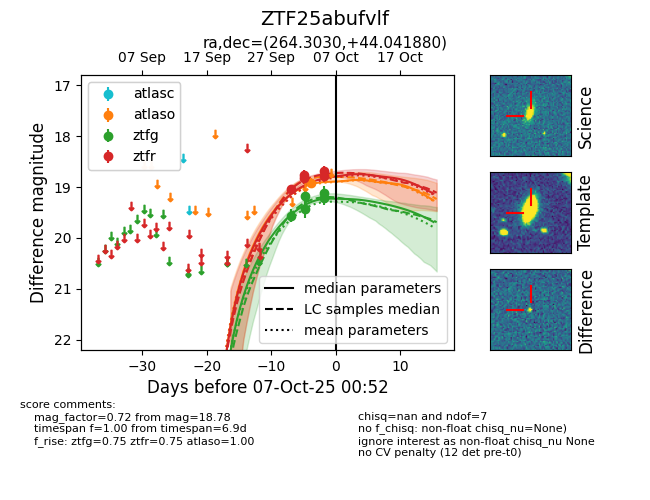 ZTF25abufvlf
ra,dec=(264.3030,+44.041880)
07 Sep 17 Sep 27 Sep 07 Oct 17 Oct
17
18
19
20
21
22
Difference magnitude
atlasc
atlaso
ztfg
ztfr
median parameters
LC samples median
mean parameters
−30 −20 −10 0 10
Days before 07-Oct-25 00:52
Science
Template
Difference
score comments:
mag_factor=0.72 from mag=18.78
timespan f=1.00 from timespan=6.9d
f_rise: ztfg=0.75 ztfr=0.75 atlaso=1.00
chisq=nan and ndof=7
no f_chisq: non-float chisq_nu=None)
ignore interest as non-float chisq_nu None
no CV penalty (12 det pre-t0)